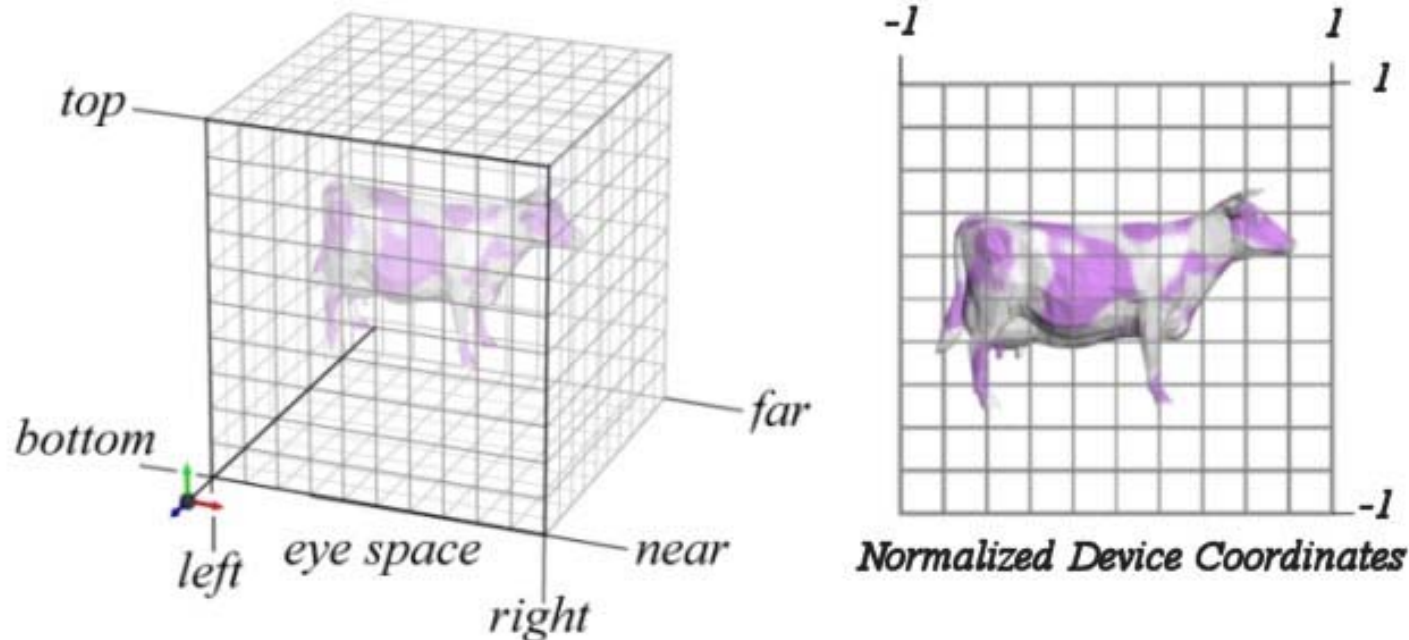 -1
1
1
top
far
bottom
-1
eye space
near
left
right
Normalized Device Coordinates